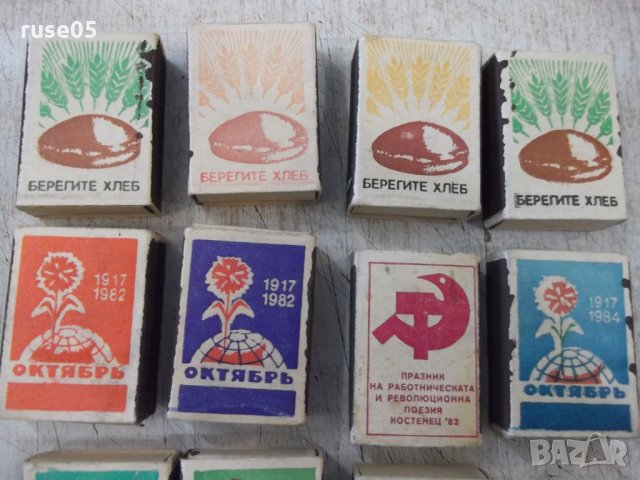 ruse05
БЕРЕГИТЕ ХЛЕБ
БЕРЕГИТЕ ХЛЕБ
БЕРЕГИТЕ ХЛЕБ
БЕРЕГИТЕ ХЛЕБ
1917
1982
ОКТЯБРЬ
1917
1982
ОКТЯБРЬ
ПРАЗНИК
НА РАБОТНИЧЕСКАТА
И РЕВОЛЮЦИОННА
ПОЕЗИЯ
КОСТЕНЕЦ '83
1917
1984
ОКТЯБРЬ
BAZAR